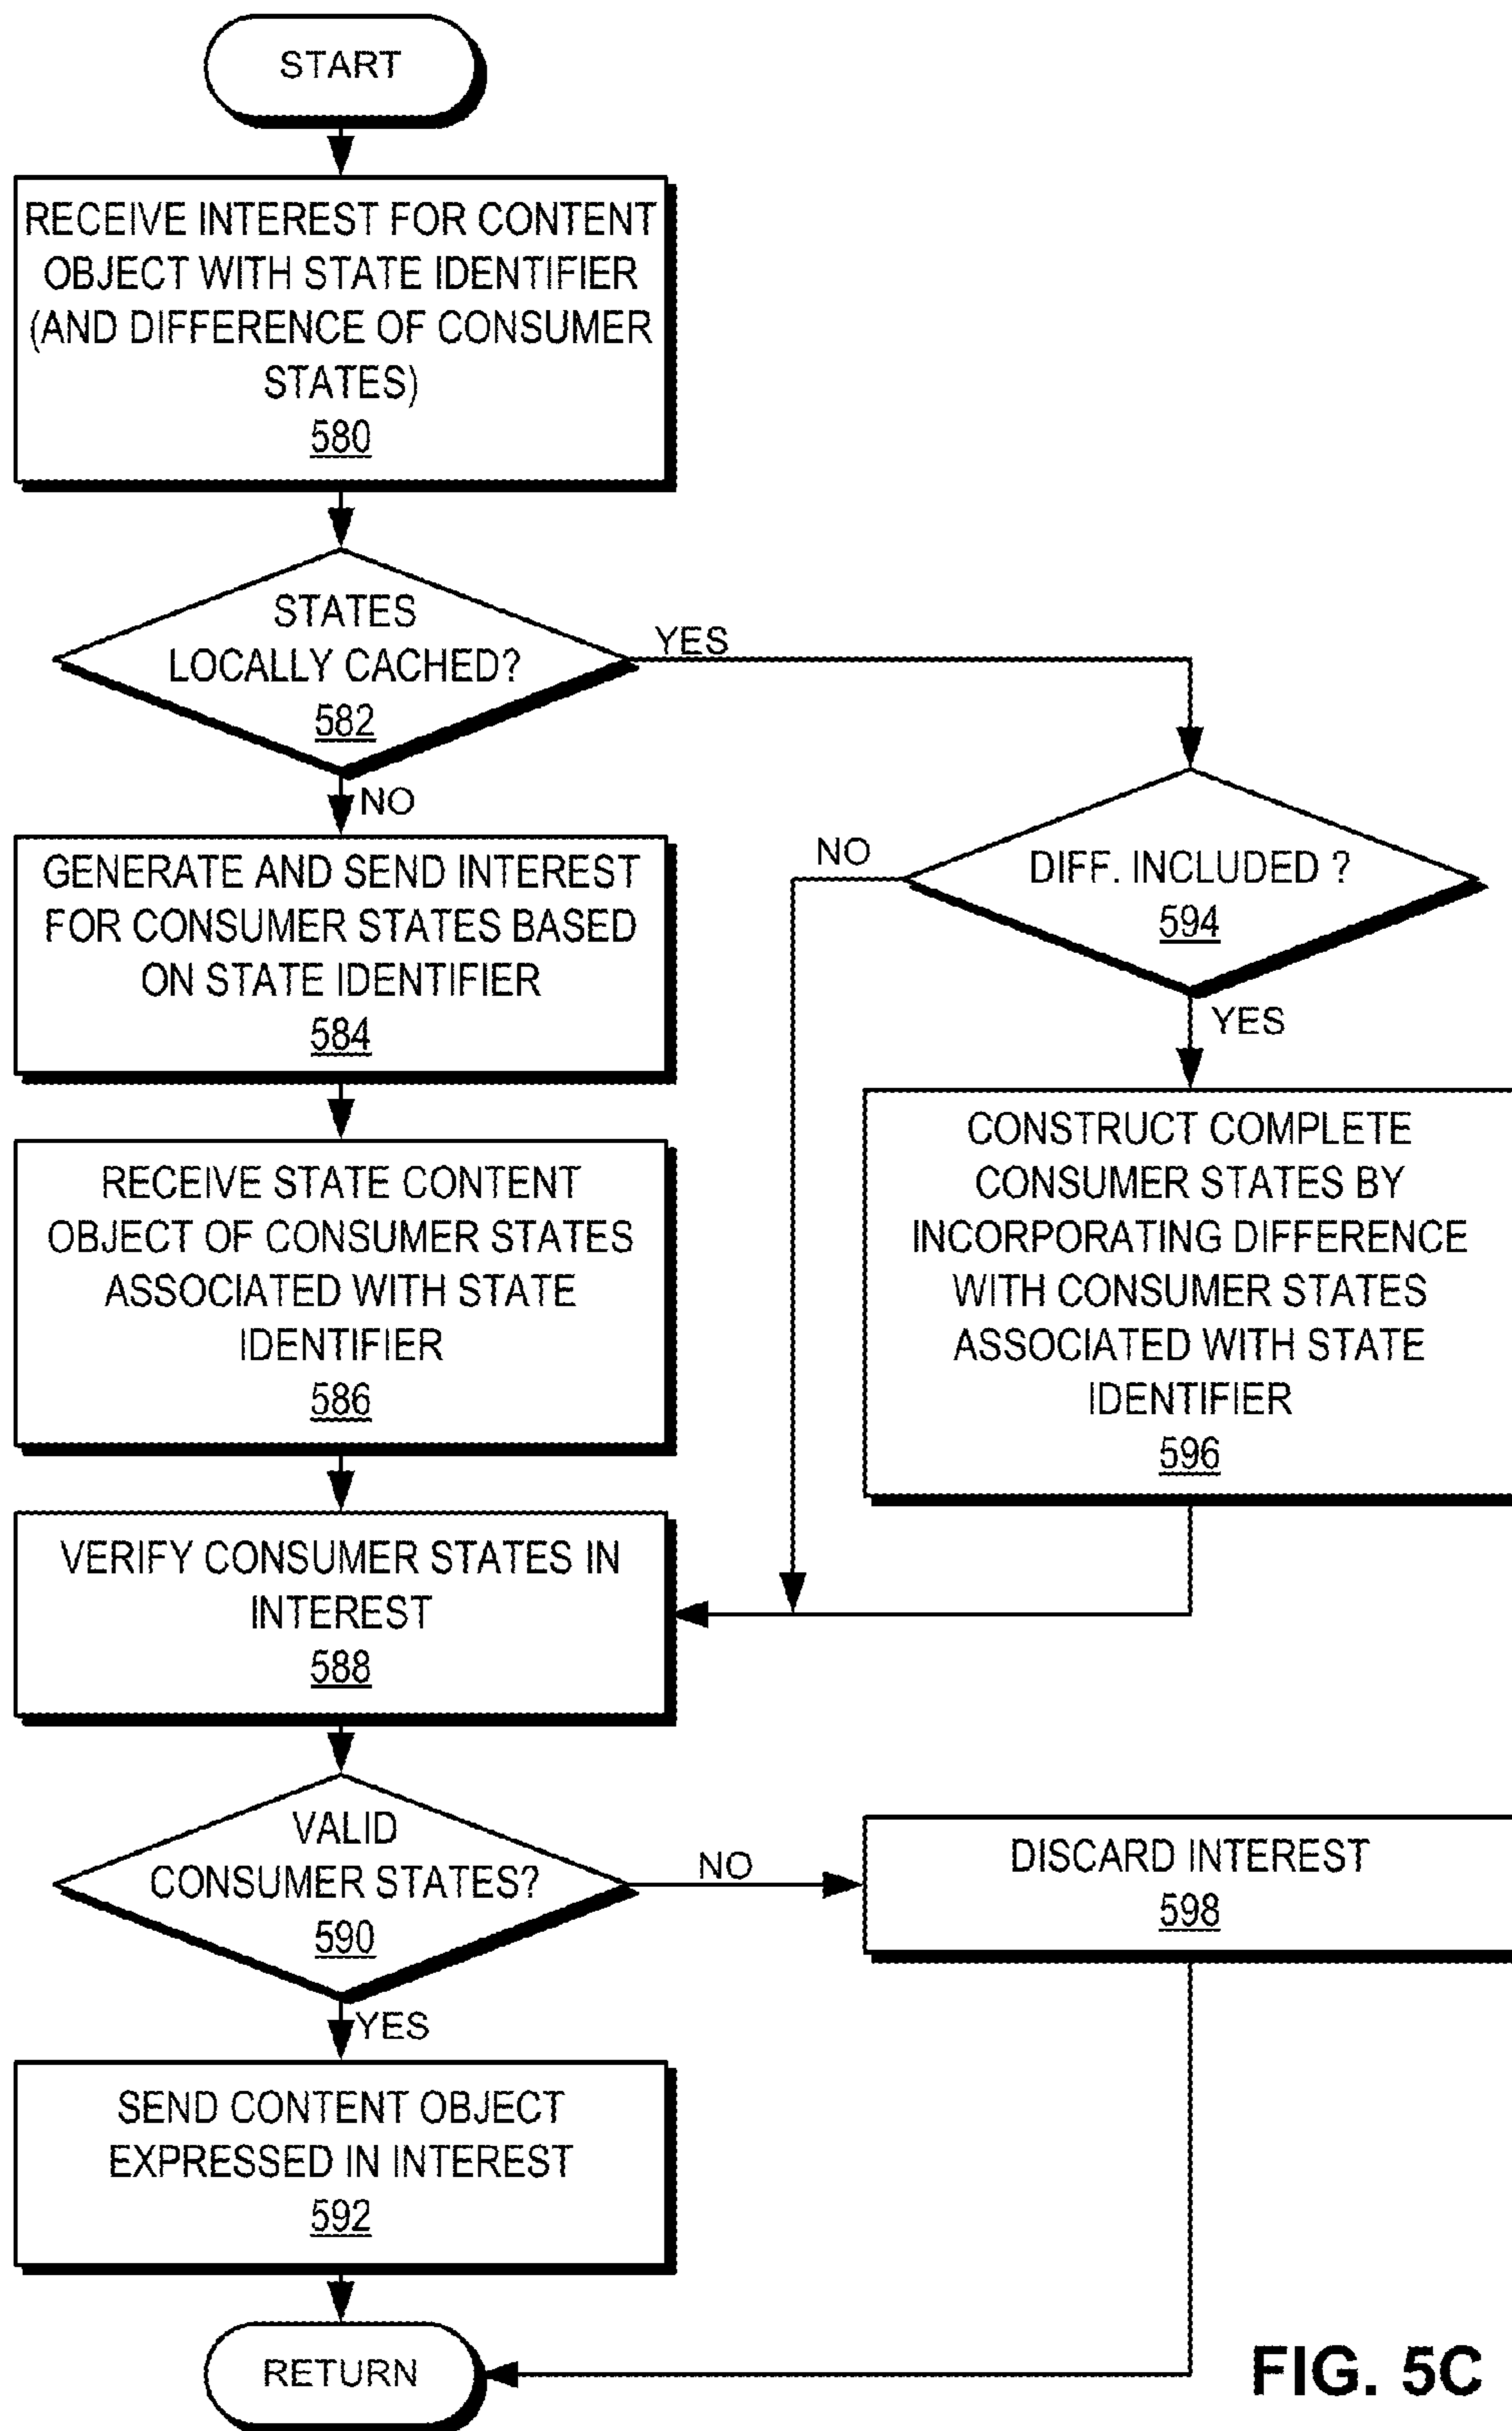 START
RECEIVE INTEREST FOR CONTENT
OBJECT WITH STATE IDENTIFIER
(AND DIFFERENCE OF CONSUMER
STATES)
580
STATES
LOCALLY CACHED?
582
YES
NO
DIFF. INCLUDED ?
594
NO
YES
GENERATE AND SEND INTEREST
FOR CONSUMER STATES BASED
ON STATE IDENTIFIER
584
CONSTRUCT COMPLETE
CONSUMER STATES BY
INCORPORATING DIFFERENCE
WITH CONSUMER STATES
ASSOCIATED WITH STATE
IDENTIFIER
596
RECEIVE STATE CONTENT
OBJECT OF CONSUMER STATES
ASSOCIATED WITH STATE
IDENTIFIER
586
VERIFY CONSUMER STATES IN
INTEREST
588
VALID
CONSUMER STATES?
590
NO
DISCARD INTEREST
598
YES
SEND CONTENT OBJECT
EXPRESSED IN INTEREST
592
RETURN
FIG. 5C